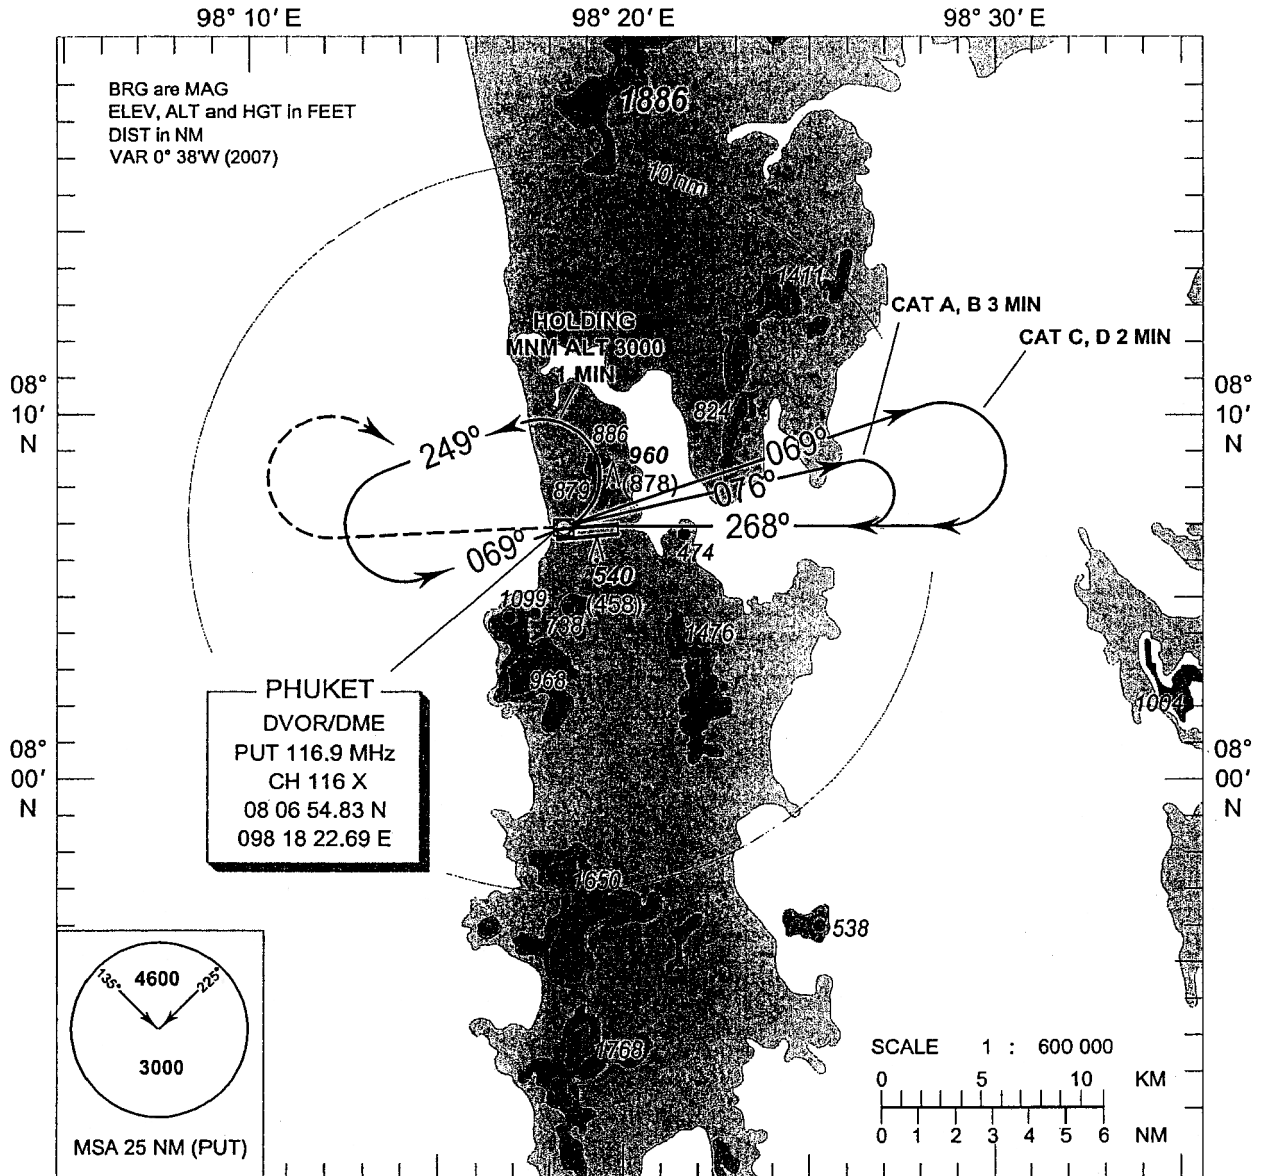 98° 10′ E
98° 20′ E
98° 30′ E
BRG are MAG
ELEV, ALT and HGT in FEET
DIST in NM
VAR 0° 38'W (2007)
1886
10 nm
1411
CAT A, B 3 MIN
CAT C, D 2 MIN
HOLDING
MNM ALT 3000
1 MIN
08°
10′
N
08°
10′
N
249º
886
824
960
(878)
879
069º
076º
268º
069º
474
540
(458)
1099
738
1476
968
1004
PHUKET
DVOR/DME
PUT 116.9 MHz
CH 116 X
08 06 54.83 N
098 18 22.69 E
08°
00′
N
08°
00′
N
1650
538
135°
4600
225°
3000
MSA 25 NM (PUT)
1768
SCALE 1 : 600 000
0 5 10 KM
0 1 2 3 4 5 6 NM